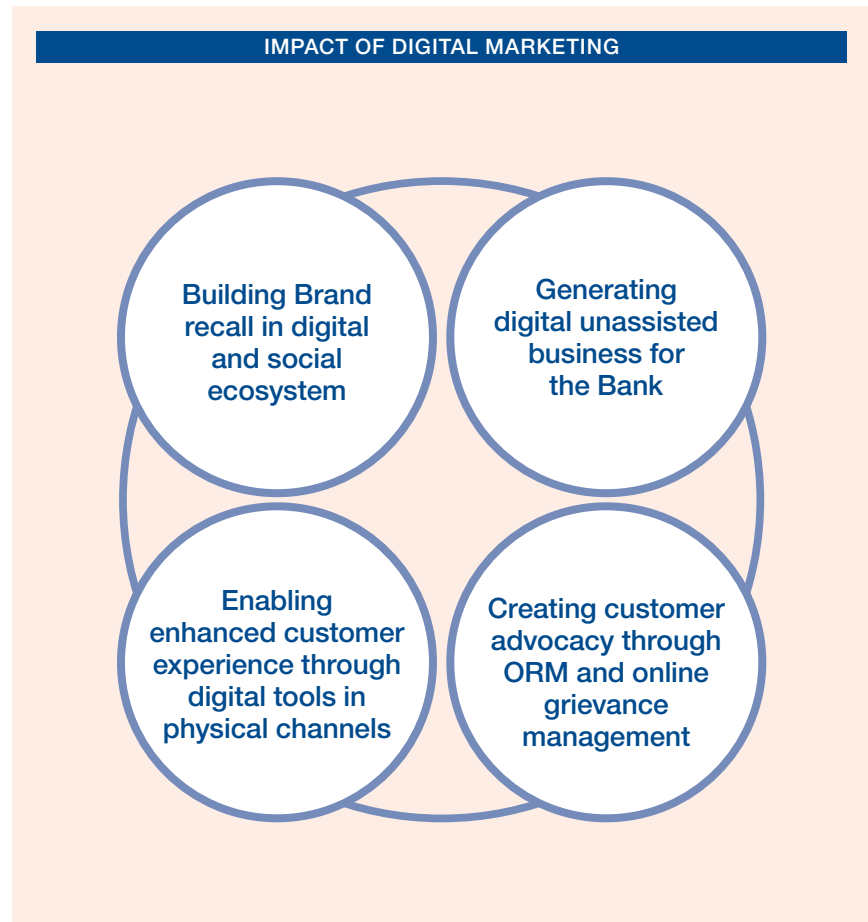 IMPACT OF DIGITAL MARKETING
Building Brand
recall in digital
and social
ecosystem
Generating
digital unassisted
business for
the Bank
Enabling
enhanced customer
experience through
digital tools in
physical channels
Creating customer
advocacy through
ORM and online
grievance
management